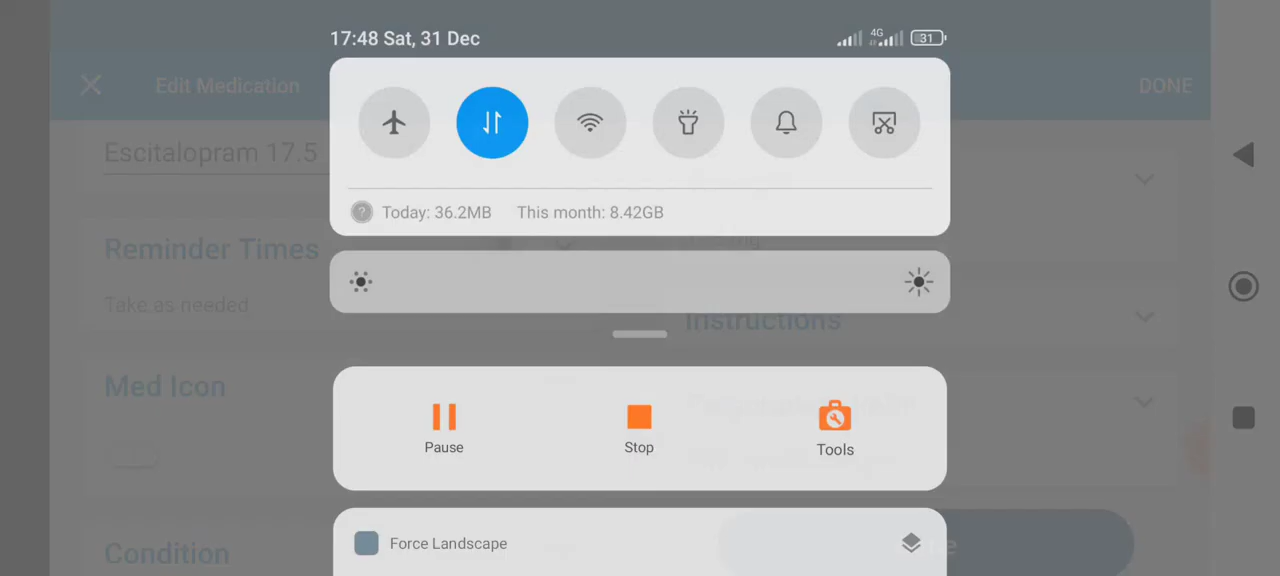 17:48 Sat, 31 Dec
4G
31
Edit Medication
DONE
Escitalopram 17.5
Today: 36.2MB This month: 8.42GB
Reminder Times
Take es needed
Instructions
Med Icon
Pause
Stop
Tools
Condition
Force Landscape